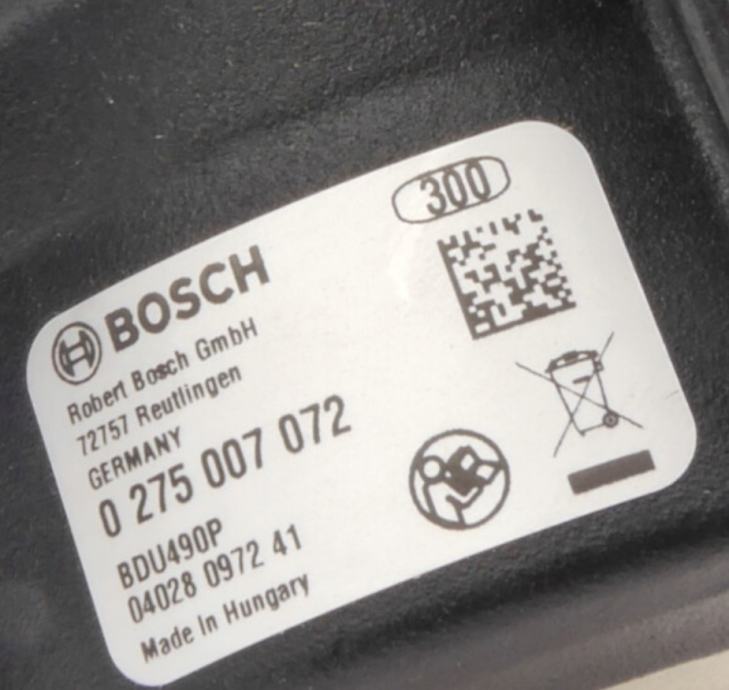 300
BOSCH
Robert Bosch GmbH
72757 Reutlingen
GERMANY
0 275 007 072
BDU490P
04028 0972 41
Made In Hungary